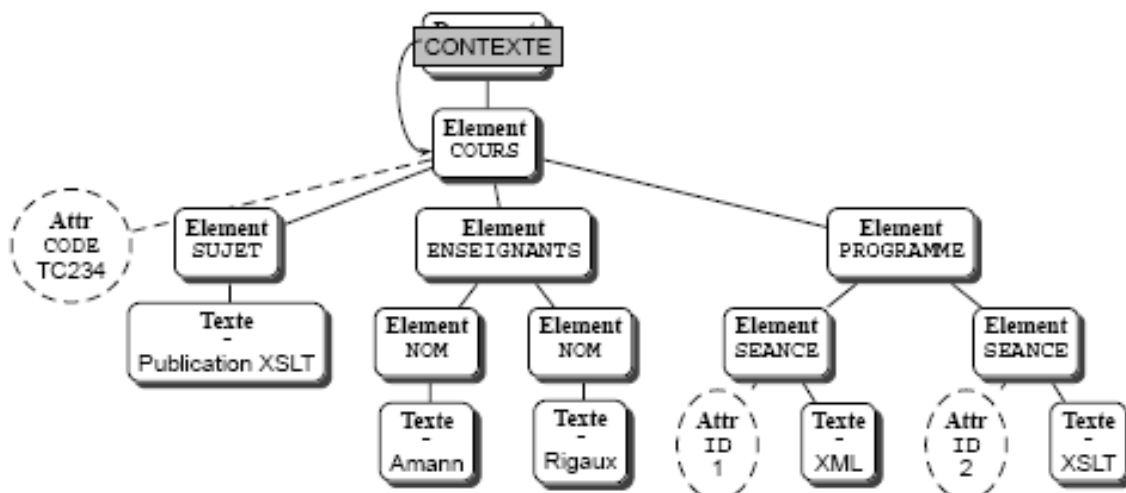 CONTEXTE
Element
COURS
Attr
CODE
TC234
Element
SUJET
Element
ENSEIGNANTS
Element
PROGRAMME
Texte
-
Publication XSLT
Element
NOM
Element
NOM
Element
SEANCE
Element
SEANCE
Texte
-
Amann
Texte
-
Rigaux
Attr
ID
1
Texte
-
XML
Attr
ID
2
Texte
-
XSLT